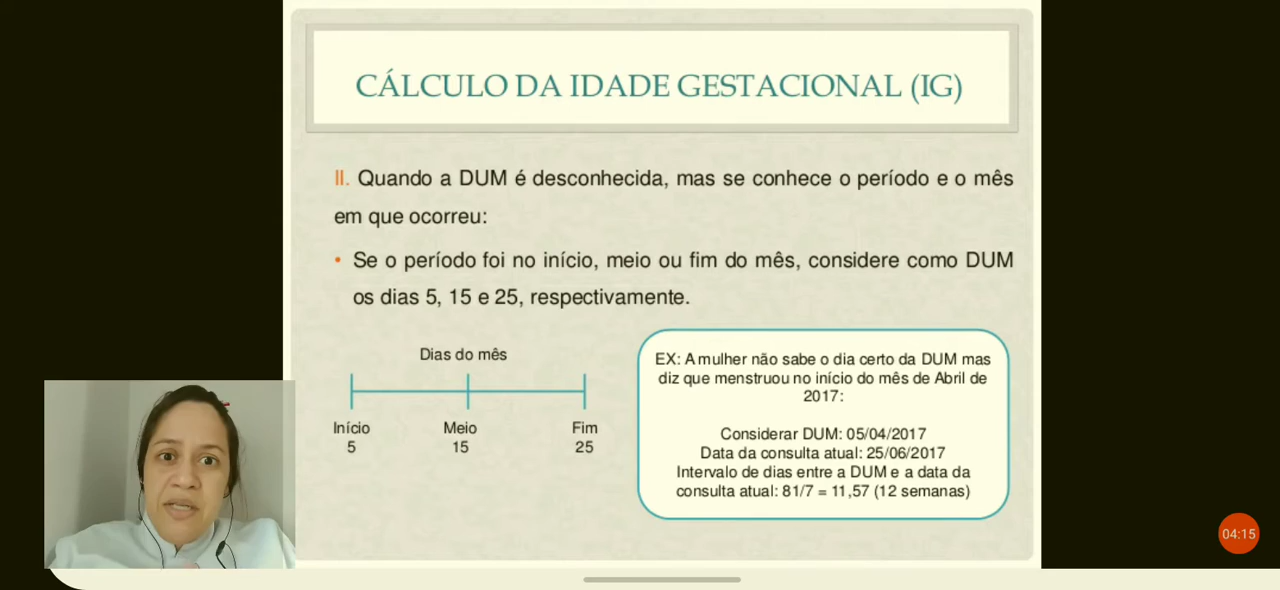 CÁLCULO DA IDADE GESTACIONAL (IG)
II. Quando a DUM é desconhecida, mas se conhece o período e o mês
em que ocorreu:
• Se o período foi no início, meio ou fim do mês, considere como DUM
os dias 5, 15 e 25, respectivamente.
Dias do mês
Início
5
Meio
15
Fim
25
EX: A mulher não sabe o dia certo da DUM mas
diz que menstruou no início do mês de Abril de
2017:
Considerar DUM: 05/04/2017
Data da consulta atual: 25/06/2017
Intervalo de dias entre a DUM e a data da
consulta atual: 81/7 = 11,57 (12 semanas)
04:15